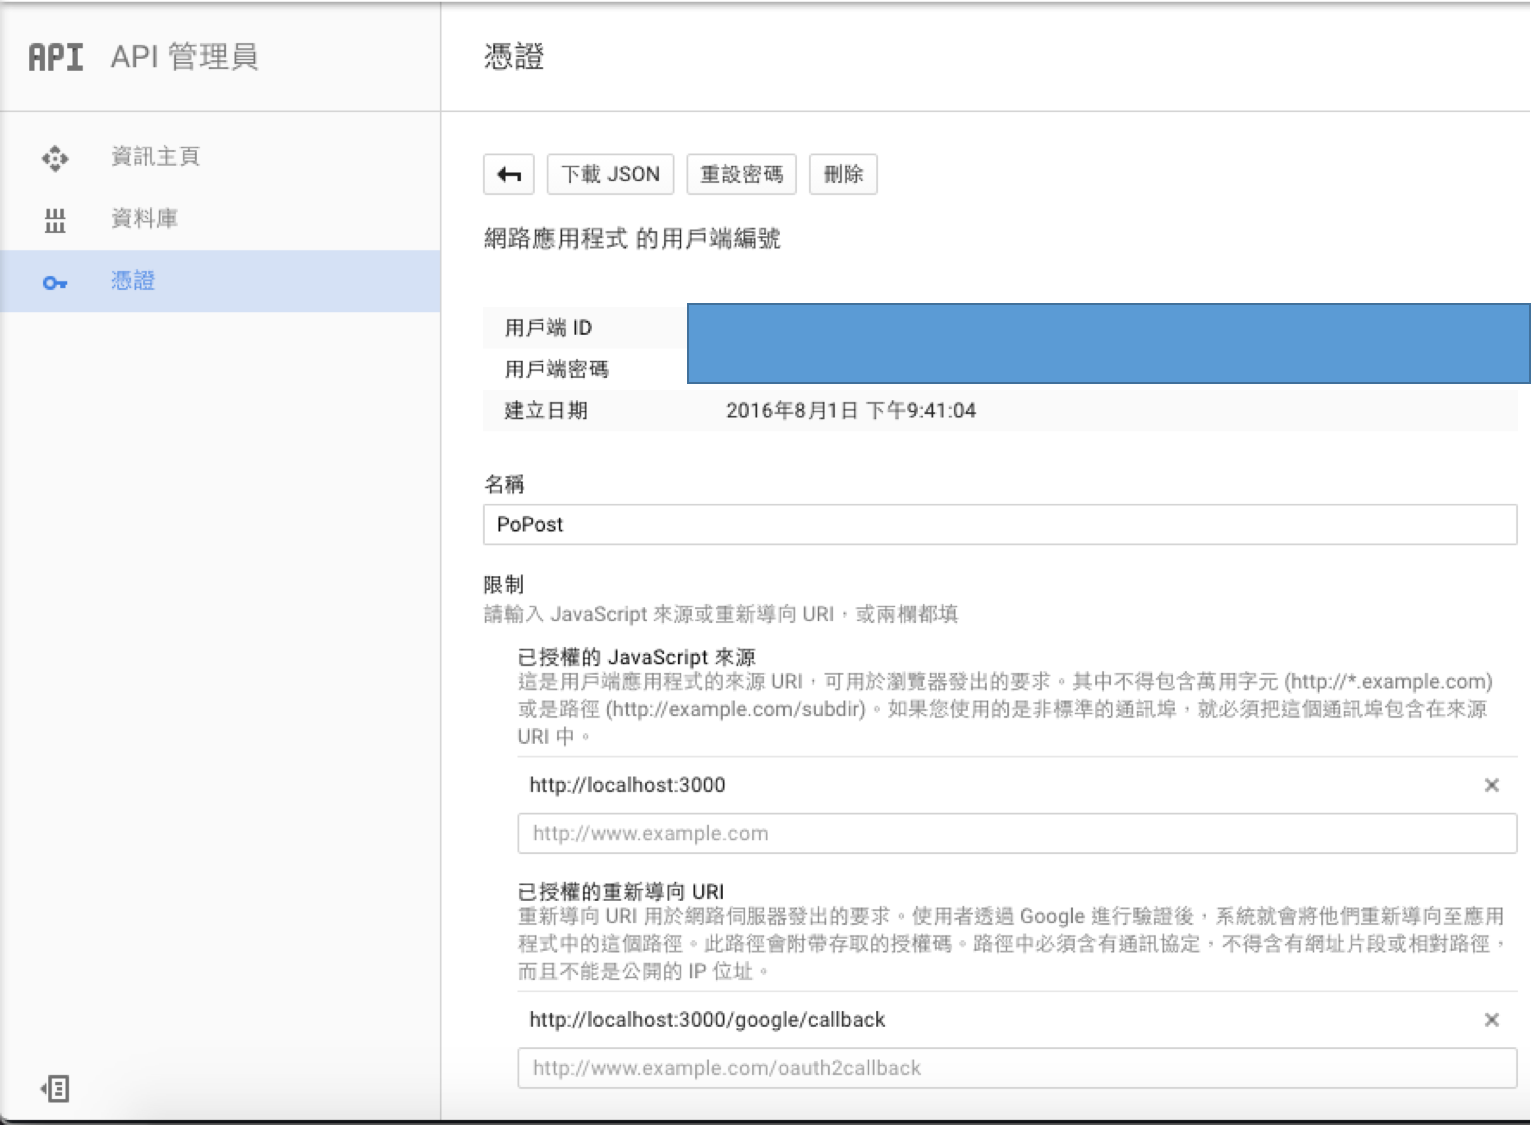 API API 管理員
憑證
資訊主頁
資料庫
憑證
下載 JSON 重設密碼 刪除
網路應用程式 的用戶端編號
用戶端 ID
用戶端密碼
建立日期 2016年8月1日 下午9:41:04
名稱
PoPost
限制
請輸入 JavaScript 來源或重新導向 URI，或兩欄都填
已授權的 JavaScript 來源
這是用戶端應用程式的來源 URI，可用於瀏覽器發出的要求。其中不得包含萬用字元 (http://*.example.com)
或是路徑 (http://example.com/subdir)。如果您使用的是非標準的通訊埠，就必須把這個通訊埠包含在來源
URI 中。
http://localhost:3000
http://www.example.com
已授權的重新導向 URI
重新導向 URI 用於網路伺服器發出的要求。使用者透過 Google 進行驗證後，系統就會將他們重新導向至應用
程式中的這個路徑。此路徑會附帶存取的授權碼。路徑中必須含有通訊協定，不得含有網址片段或相對路徑，
而且不能是公開的 IP 位址。
http://localhost:3000/google/callback
http://www.example.com/oauth2callback